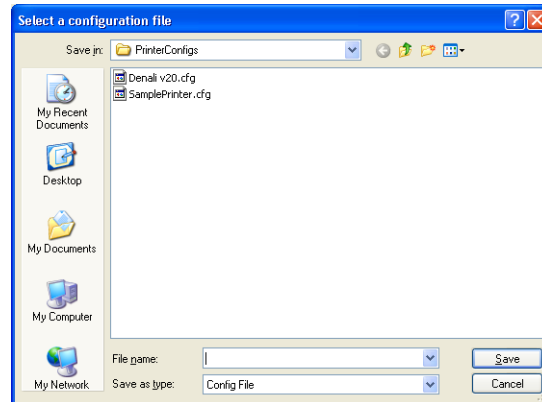 Select a configuration file
Save in: PrinterConfigs
Denali v20.cfg
SamplePrinter.cfg
My Recent
Documents
Desktop
My Documents
My Computer
My Network
File name:
Save
Save as type: Config File
Cancel